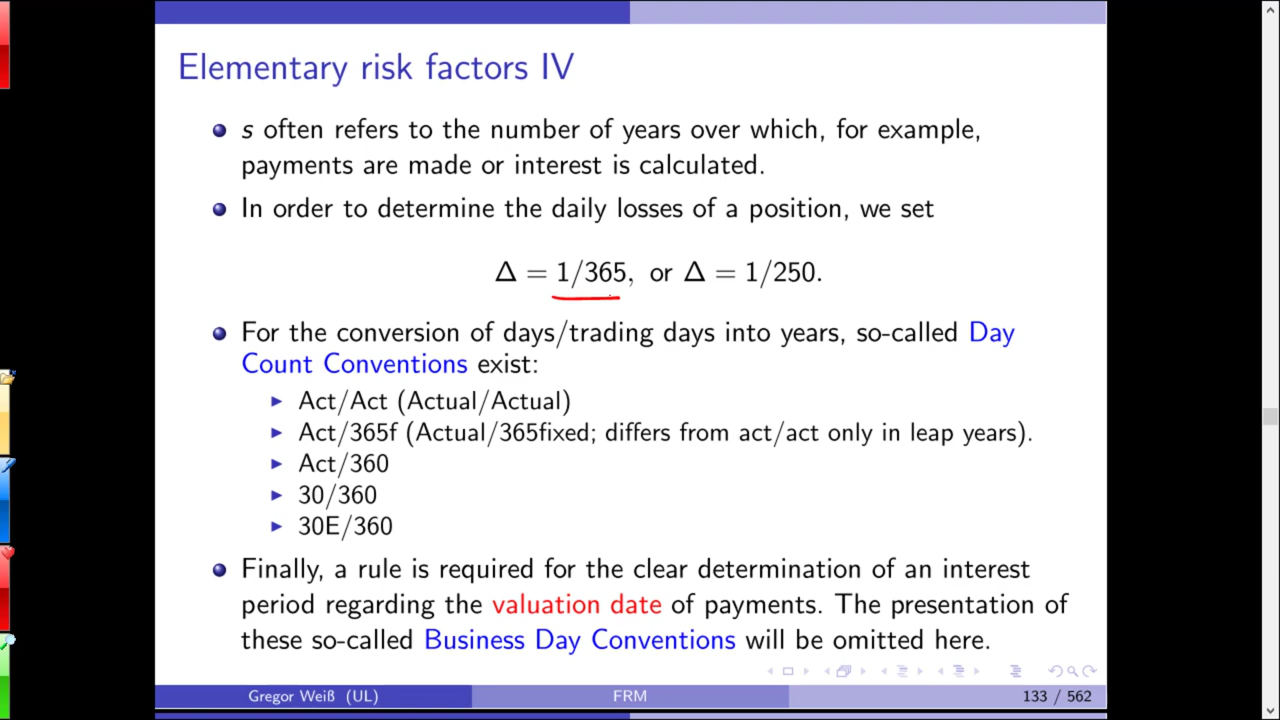 Elementary risk factors IV
s often refers to the number of years over which, for example,
payments are made or interest is calculated.
In order to determine the daily losses of a position, we set
Δ = 1/365, or Δ = 1/250.
For the conversion of days/trading days into years, so-called Day
Count Conventions exist:
Act/Act (Actual/Actual)
Act/365f (Actual/365fixed; differs from act/act only in leap years).
Act/360
30/360
30E/360
Finally, a rule is required for the clear determination of an interest
period regarding the valuation date of payments. The presentation of
these so-called Business Day Conventions will be omitted here.
Gregor Weiß (UL) FRM 133 / 562